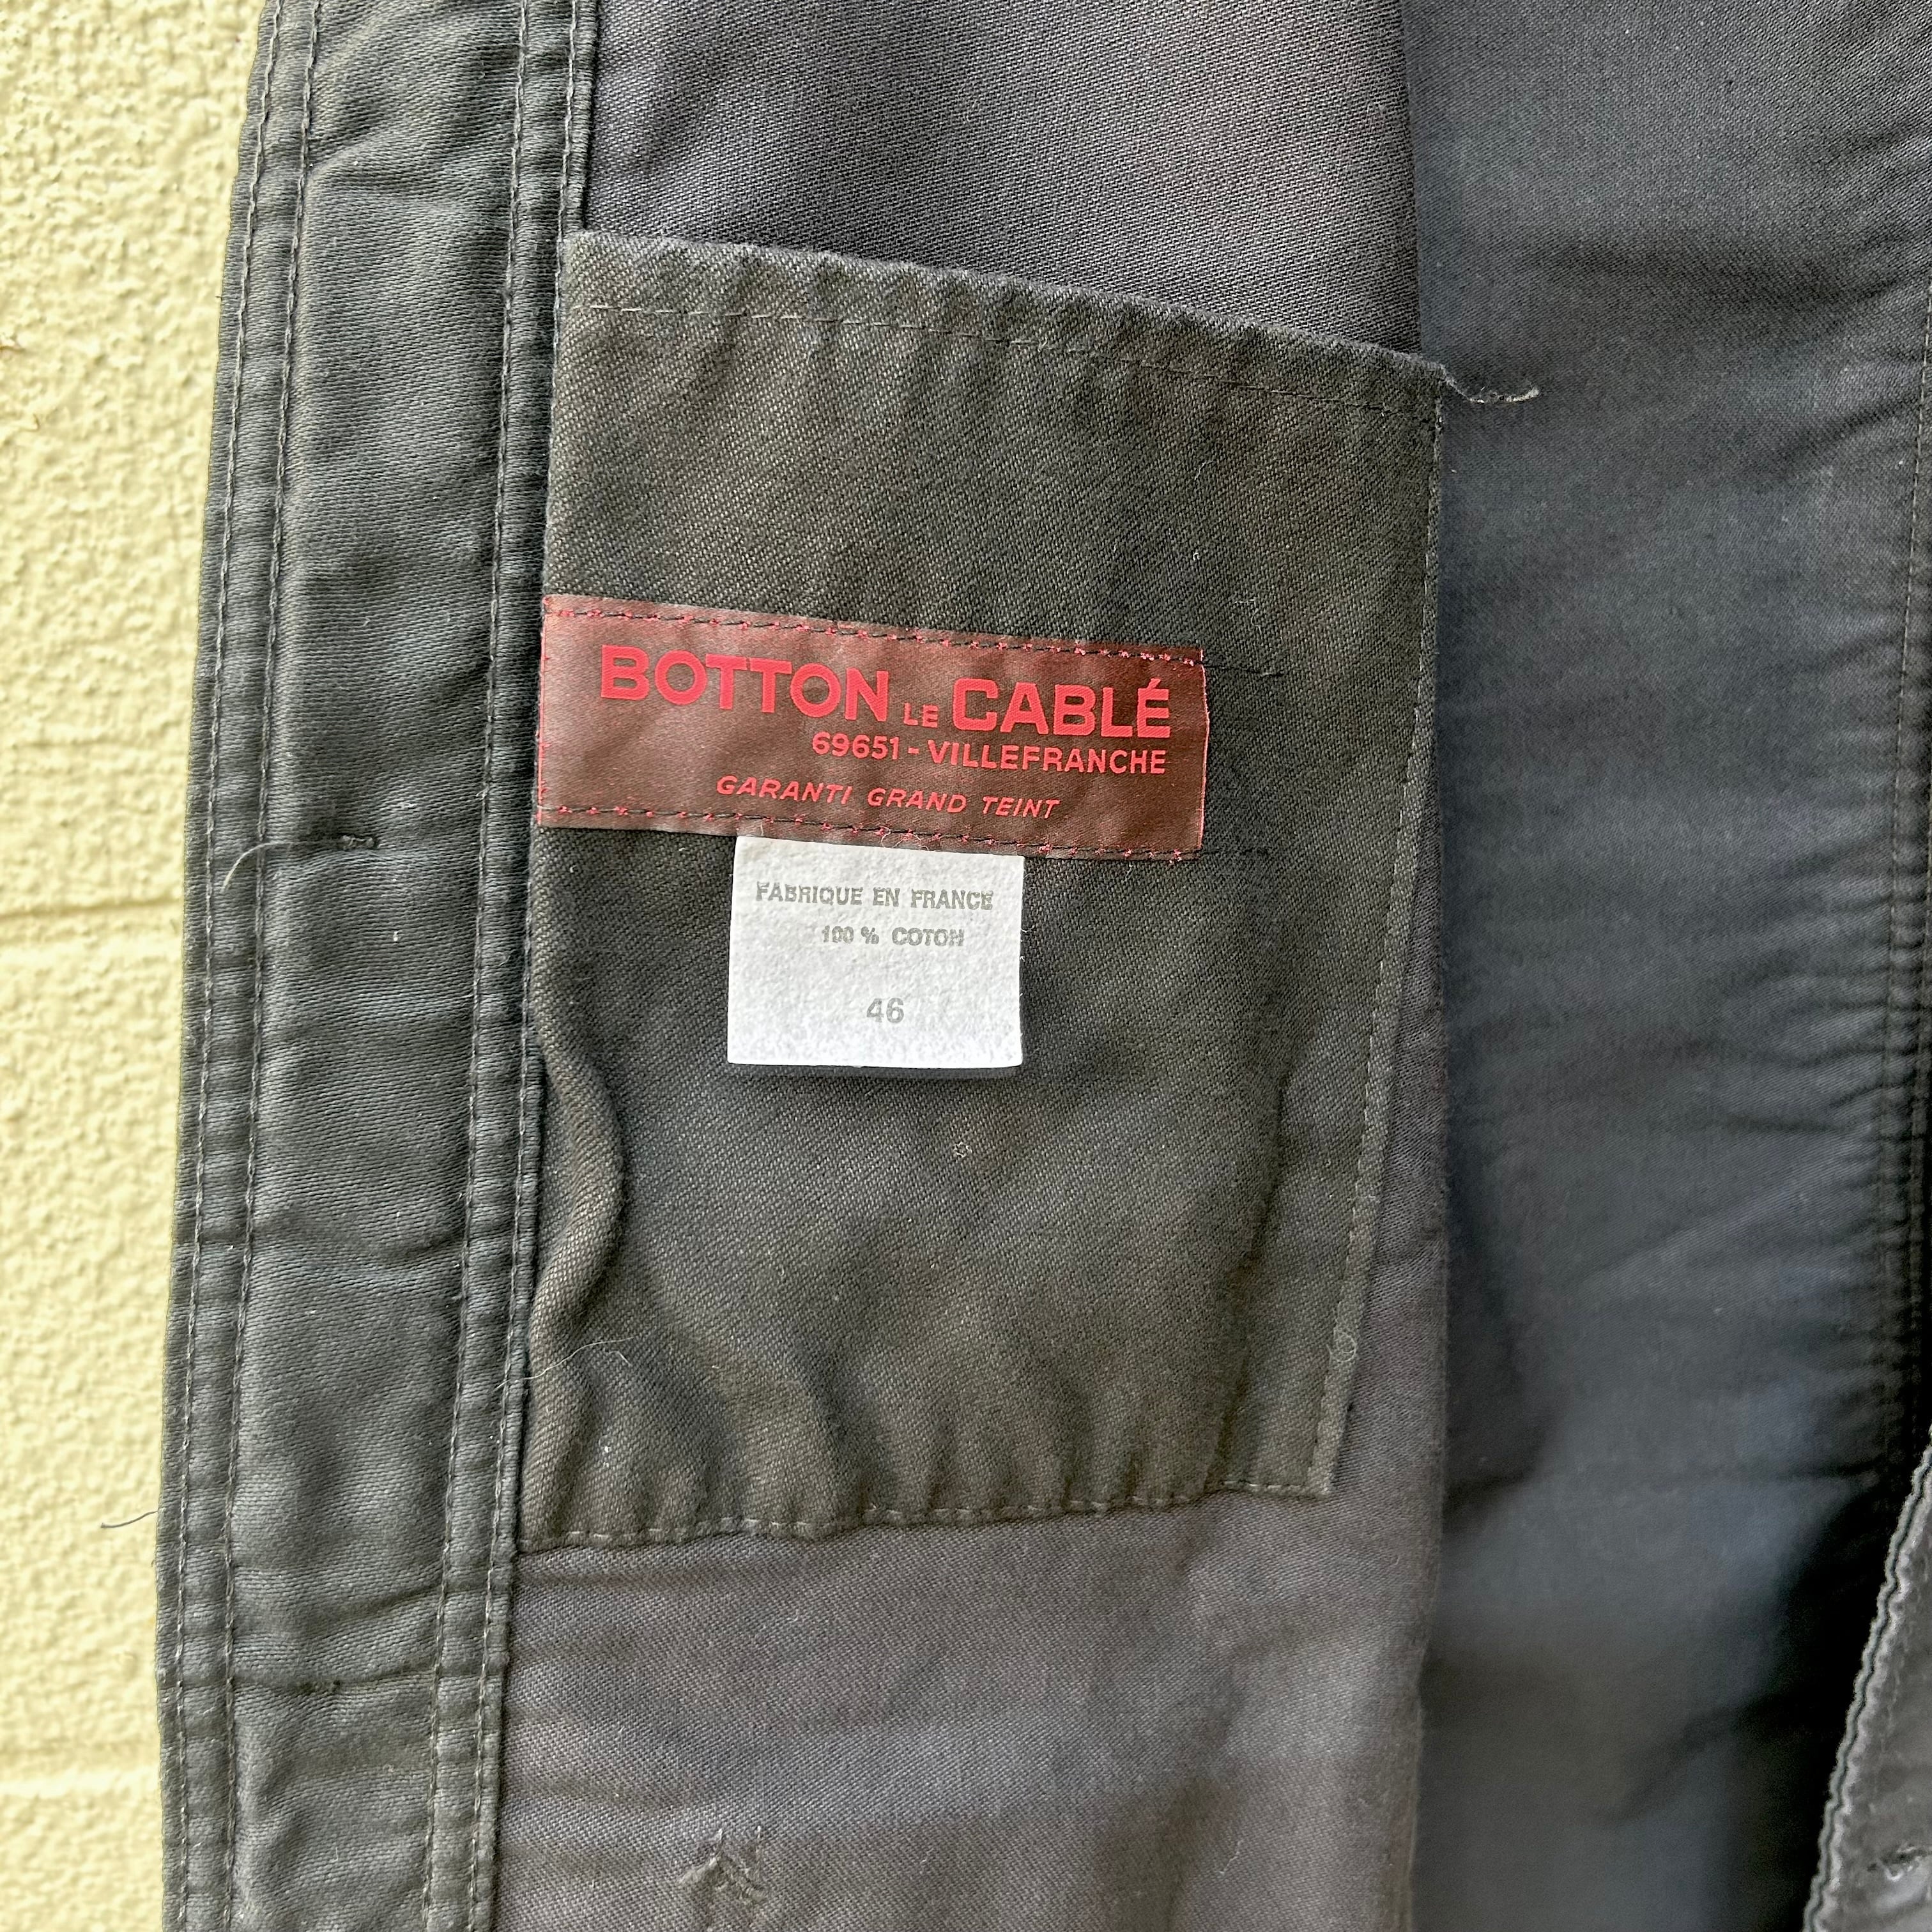 BOTTON LE CABLÉ
69651 - VILLEFRANCHE
GARANTI GRAND TEINT
FABRIQUE EN FRANCE
100 % COTON
46